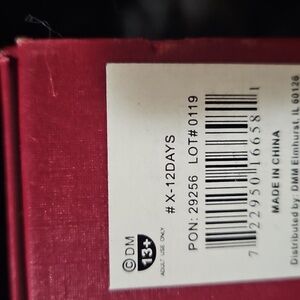 © DM
13+
ADULT USE ONLY
# X-12DAYS
PON: 29256 LOT# 0119
7 22950 16658 1
MADE IN CHINA
Distributed by: DMM Elmhurst, IL 60126